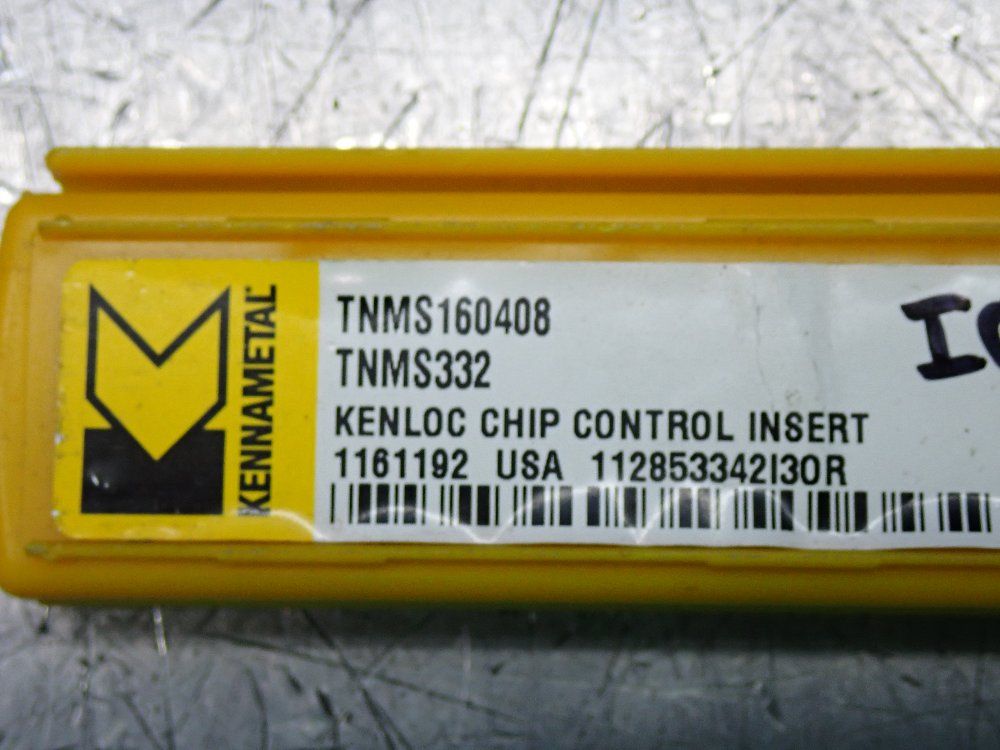 KENNAMETAL
TNMS160408
TNMS332
KENLOC CHIP CONTROL INSERT
1161192 USA 112853342I30R